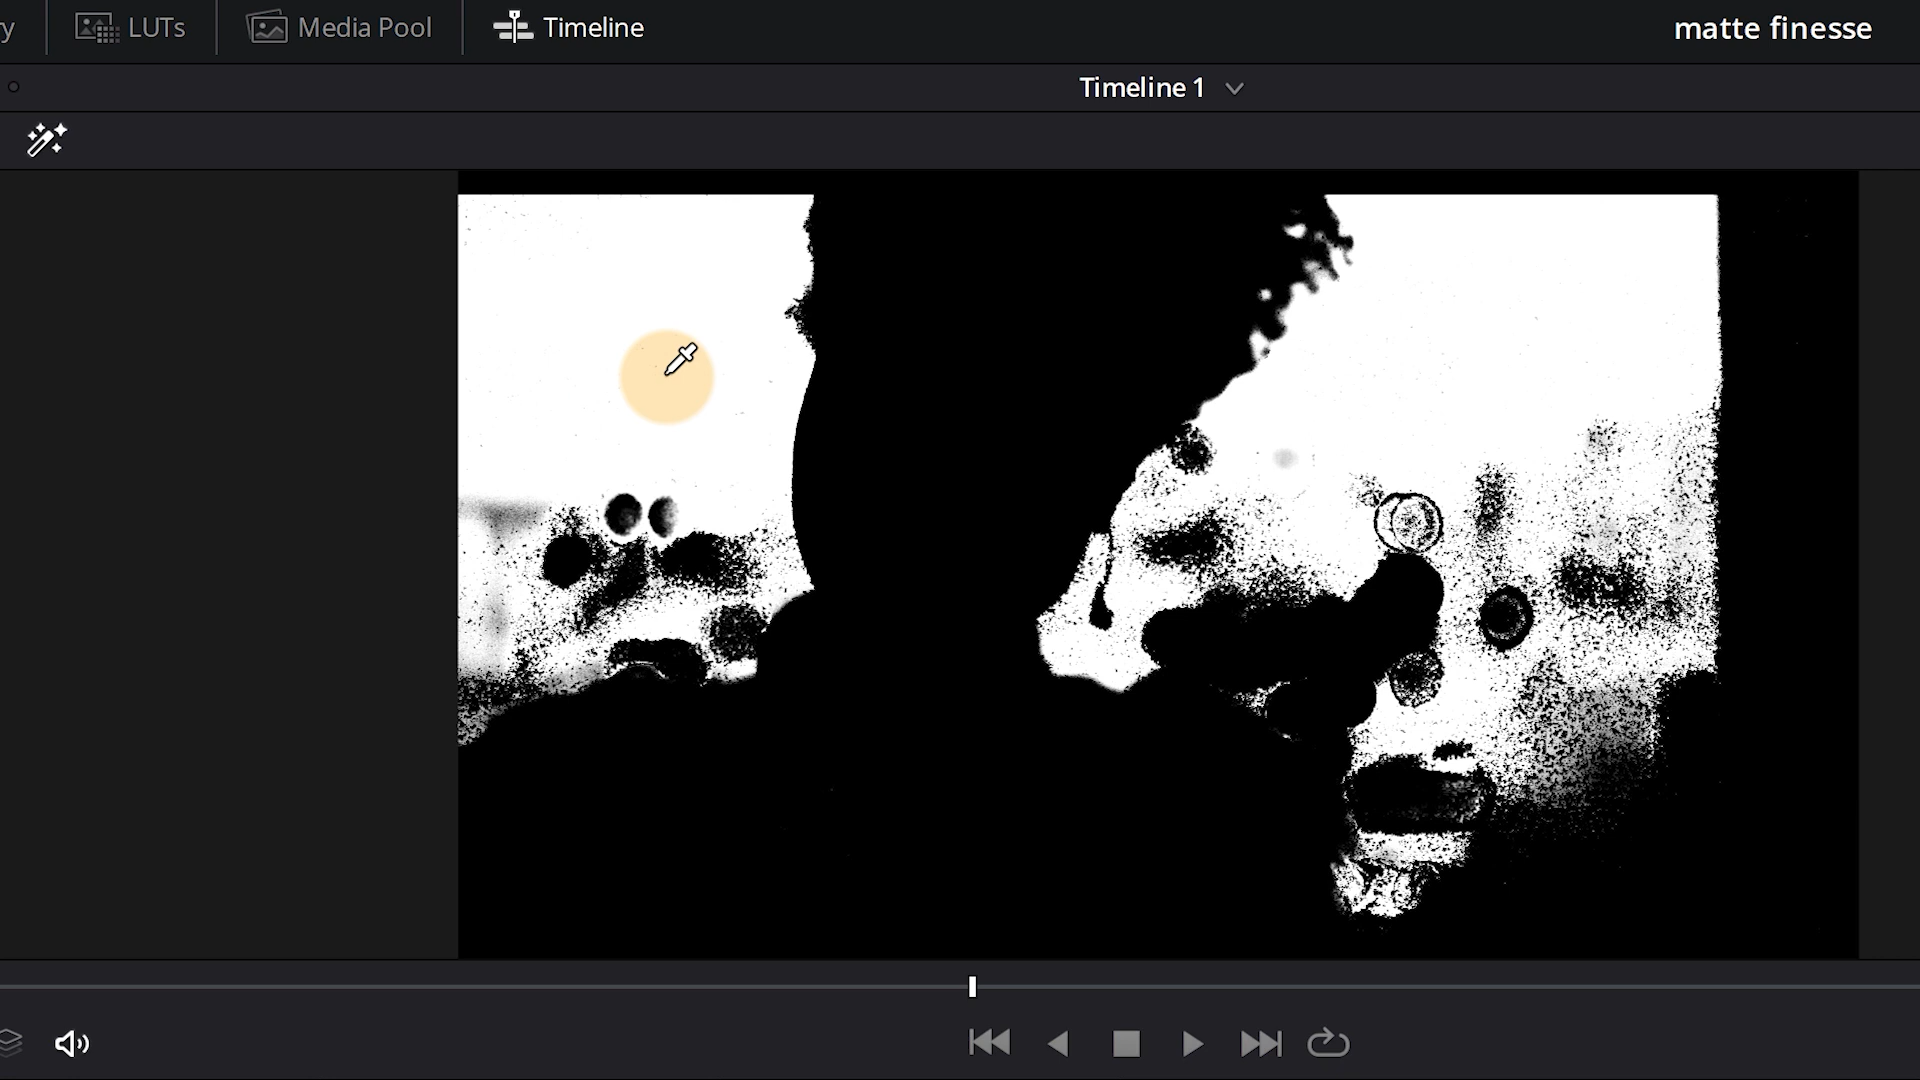 y
LUTs
Media Pool
Timeline
matte finesse
Timeline 1